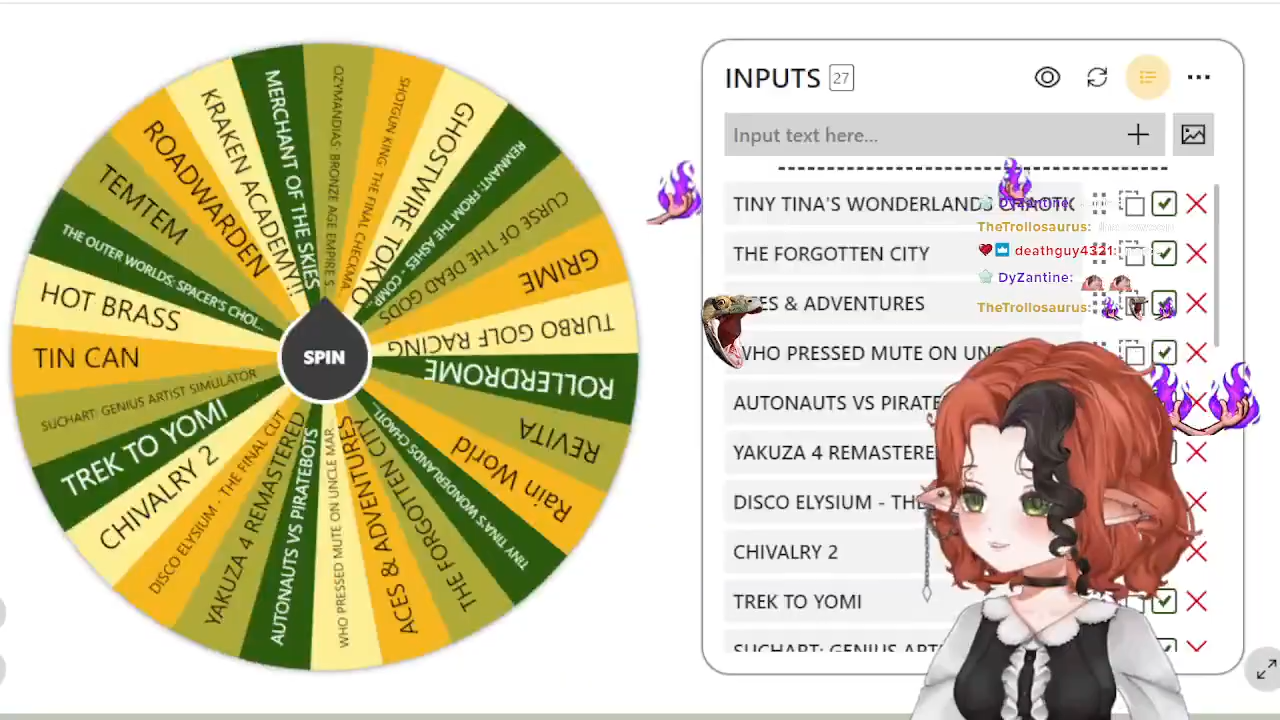 MERCHANT OF THE SKIES
OZYMANDIAS: BRONZE AGE EMPIRE S
SHOTGUN KING: THE FINAL CHECKMA
GHOSTWIRE TOKYO
REMNANT: FROM THE ASHES - COMP...
CURSE OF THE DEAD GODS
GRIME
TURBO GOLF RACING
ROLLERDROME
REVITA
Rain World
TINY TINA'S WONDERLANDS CHAOTI...
THE FORGOTTEN CITY
ACES & ADVENTURES
WHO PRESSED MUTE ON UNCLE MAR
AUTONAUTS VS PIRATEBOTS
YAKUZA 4 REMASTERED
DISCO ELYSIUM - THE FINAL CUT
CHIVALRY 2
TREK TO YOMI
SUCHART: GENIUS ARTIST SIMULATOR
TIN CAN
HOT BRASS
THE OUTER WORLDS: SPACER'S CHOI...
TEMTEM
ROADWARDEN
KRAKEN ACADEMY!!
SPIN
INPUTS 27
Input text here...
TINY TINA'S WONDERLAND
DyZantine:
TheTrollosaurus:
deathguy4321:
THE FORGOTTEN CITY
DyZantine:
ES & ADVENTURES
TheTrollosaurus:
WHO PRESSED MUTE ON UNC
AUTONAUTS VS PIRATE
YAKUZA 4 REMASTERE
DISCO ELYSIUM - THE
CHIVALRY 2
TREK TO YOMI
SUCHART: GENIUS ART